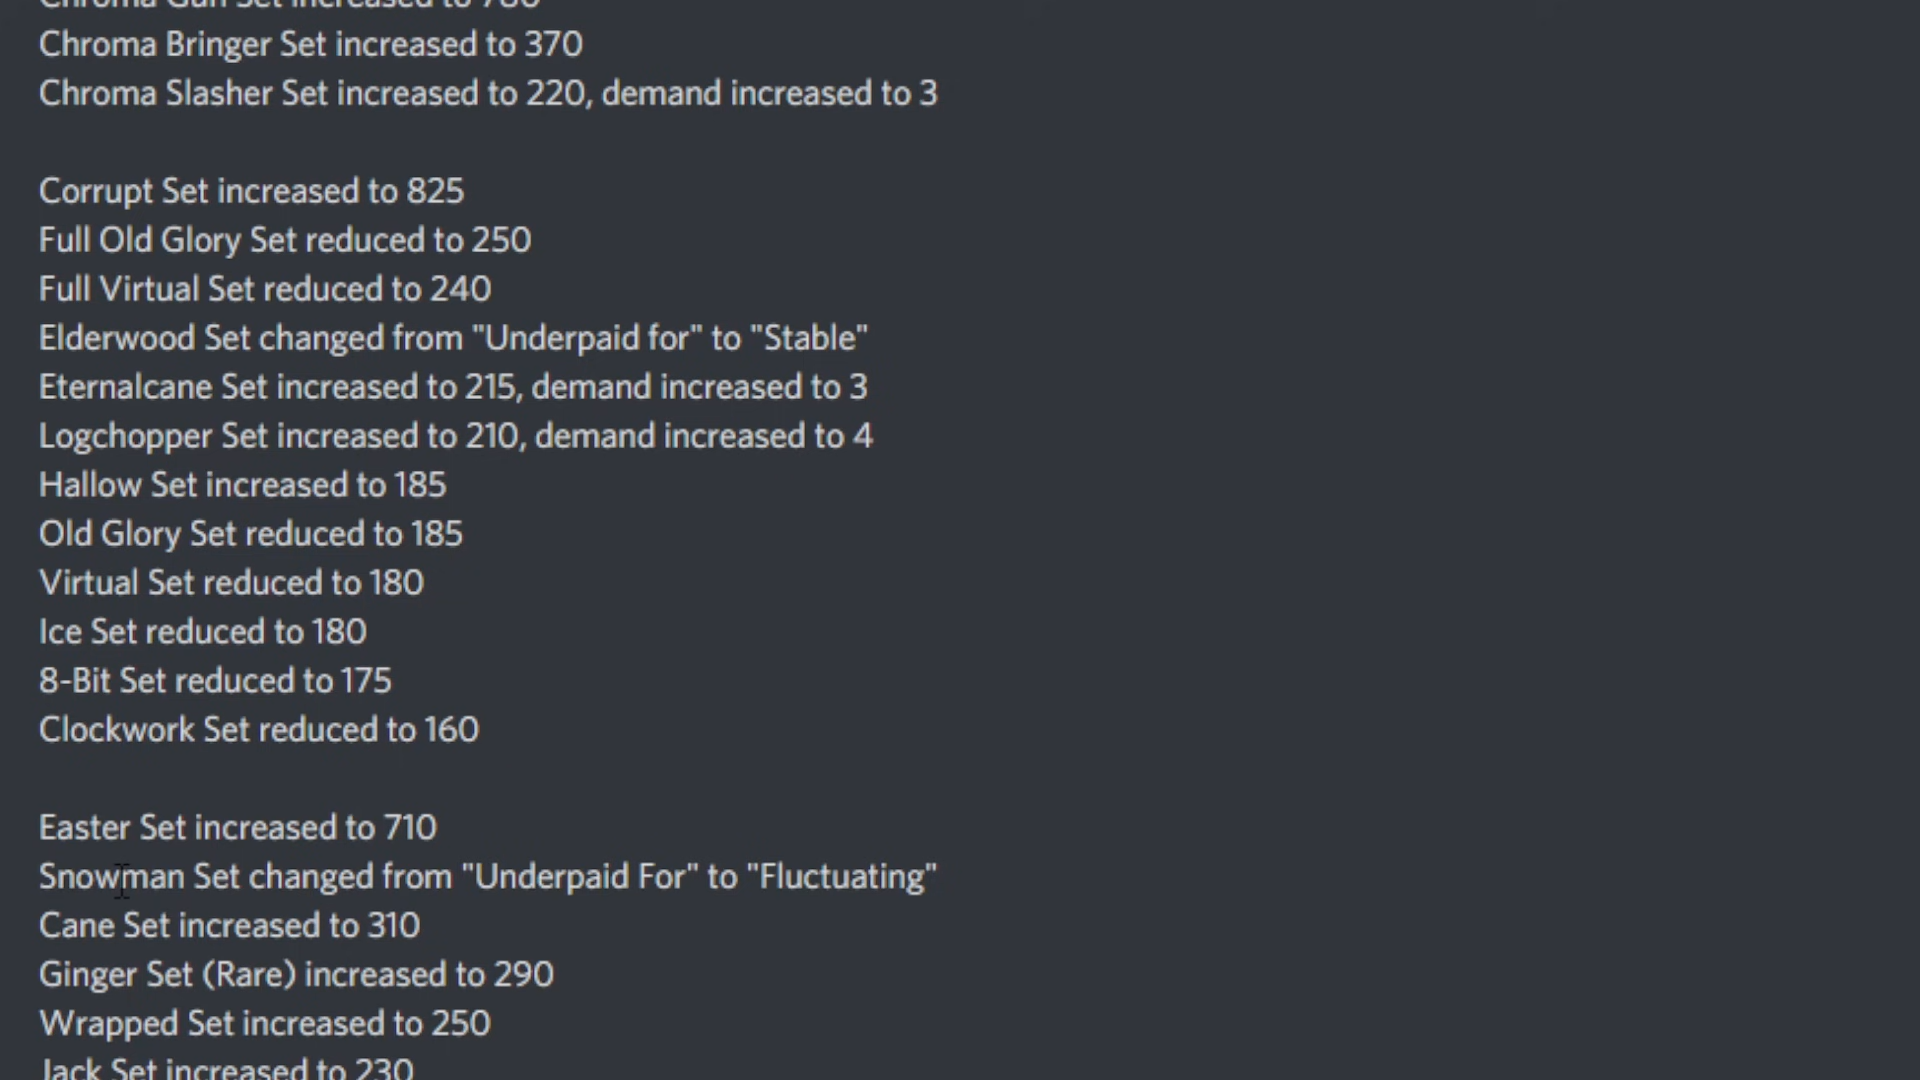 Chroma Gun Set increased to 780
Chroma Bringer Set increased to 370
Chroma Slasher Set increased to 220, demand increased to 3
Corrupt Set increased to 825
Full Old Glory Set reduced to 250
Full Virtual Set reduced to 240
Elderwood Set changed from "Underpaid for" to "Stable"
Eternalcane Set increased to 215, demand increased to 3
Logchopper Set increased to 210, demand increased to 4
Hallow Set increased to 185
Old Glory Set reduced to 185
Virtual Set reduced to 180
Ice Set reduced to 180
8-Bit Set reduced to 175
Clockwork Set reduced to 160
Easter Set increased to 710
Snowman Set changed from "Underpaid For" to "Fluctuating"
Cane Set increased to 310
Ginger Set (Rare) increased to 290
Wrapped Set increased to 250
Jack Set increased to 230